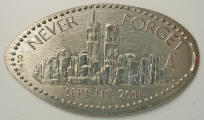 NEVER FORGET
SEPT. 11TH, 2001